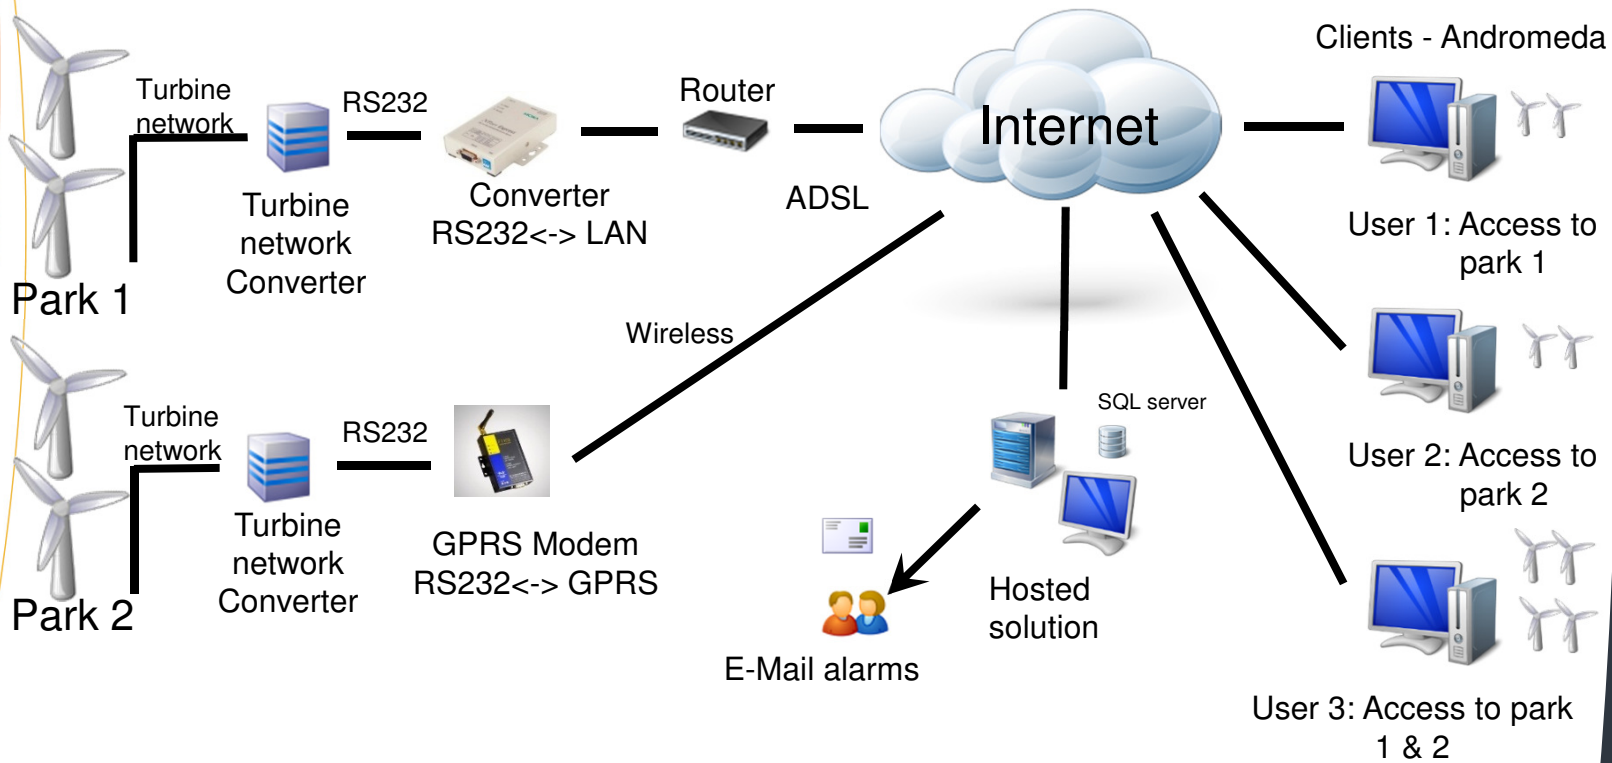 Clients - Andromeda
Turbine
network
RS232
Router
Internet
Converter
RS232<-> LAN
ADSL
Turbine
network
Converter
Park 1
User 1: Access to
park 1
Wireless
Turbine
network
RS232
SQL server
User 2: Access to
park 2
Turbine
network
Converter
GPRS Modem
RS232<-> GPRS
Park 2
Hosted
solution
E-Mail alarms
User 3: Access to park
1 & 2